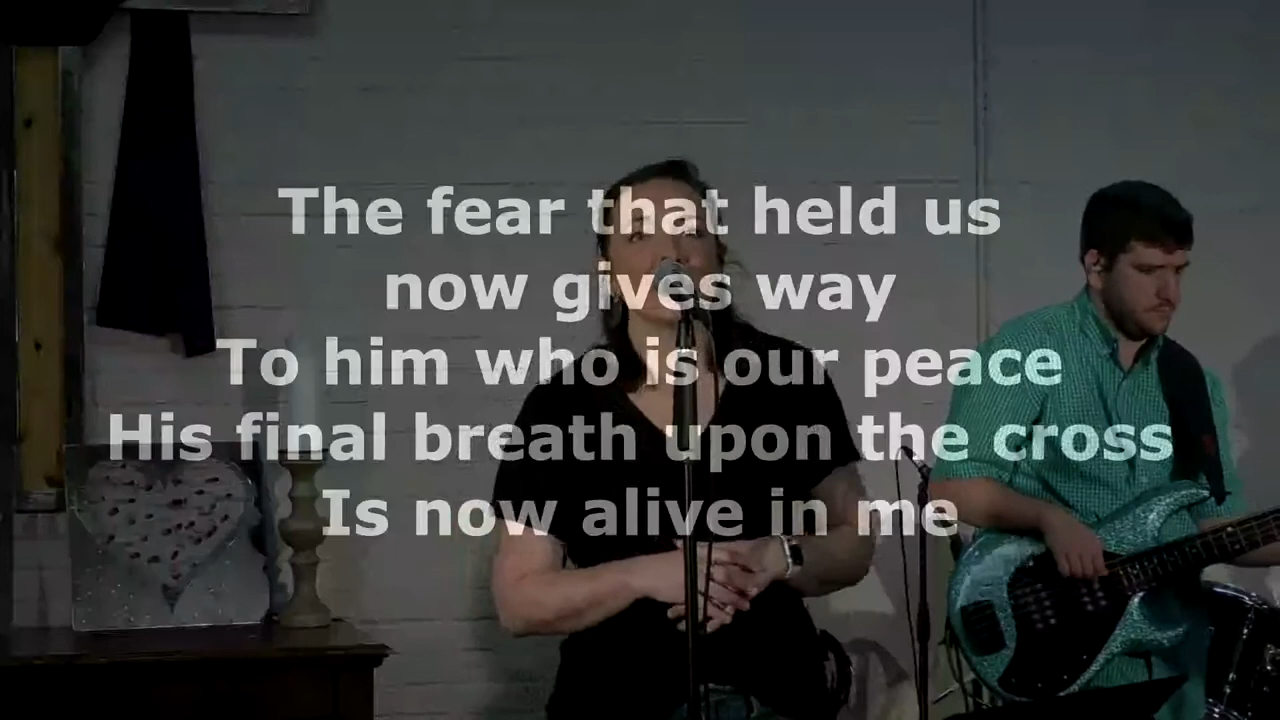 The fear that held us
now gives way
To him who is our peace
His final breath upon the cross
Is now alive in me